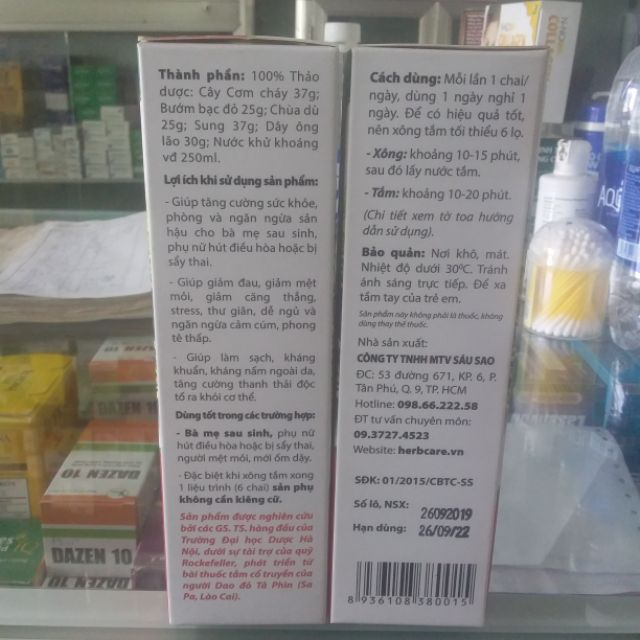 Thành phần: 100% Thảo
dược: Cây Cơm cháy 37g;
Bướm bạc đỏ 25g; Chùa dù
25g; Sung 37g; Dây ông
lão 30g; Nước khử khoáng
vđ 250ml.
Lợi ích khi sử dụng sản phẩm:
- Giúp tăng cường sức khỏe,
phòng và ngăn ngừa sản
hậu cho bà mẹ sau sinh,
phụ nữ hút điều hòa hoặc bị
sẩy thai.
- Giúp giảm đau, giảm mệt
mỏi, giảm căng thẳng,
stress, thư giãn, dễ ngủ và
ngăn ngừa cảm cúm, phong
tê thấp.
- Giúp làm sạch, kháng
khuẩn, kháng nấm ngoài da,
tăng cường thanh thải độc
tố ra khỏi cơ thể.
Dùng tốt trong các trường hợp:
- Bà mẹ sau sinh, phụ nữ
hút điều hòa hoặc bị sẩy thai,
người mệt mỏi, mới ốm dậy.
- Đặc biệt khi xông tắm xong
1 liệu trình (6 chai) sản phụ
không cần kiêng cữ.
Sản phẩm được nghiên cứu
bởi các GS. TS. hàng đầu của
Trường Đại học Dược Hà
Nội, dưới sự tài trợ của quỹ
Rockefeller, phát triển từ
bài thuốc tắm cổ truyền của
người Dao đỏ Tả Phìn (Sa
Pa, Lào Cai).
Cách dùng: Mỗi lần 1 chai/
ngày, dùng 1 ngày nghỉ 1
ngày. Để có hiệu quả tốt,
nên xông tắm tối thiểu 6 lọ.
- Xông: khoảng 10-15 phút,
sau đó lấy nước tắm.
- Tắm: khoảng 10-20 phút.
(Chi tiết xem tờ toa hướng
dẫn sử dụng).
Bảo quản: Nơi khô, mát.
Nhiệt độ dưới 30ºC. Tránh
ánh sáng trực tiếp. Để xa
tầm tay của trẻ em.
Sản phẩm này không phải là thuốc, không
dùng thay thế thuốc.
Nhà sản xuất:
CÔNG TY TNHH MTV SÁU SAO
ĐC: 53 đường 671, KP. 6, P.
Tân Phú, Q. 9, TP. HCM
Hotline: 098.66.222.58
ĐT tư vấn chuyên môn:
09.3727.4523
Website: herbcare.vn
SĐK: 01/2015/CBTC-SS
Số lô, NSX: 26092019
Hạn dùng: 26/09/22
8 936108 380015
DAZEN 10
DAZEN 10